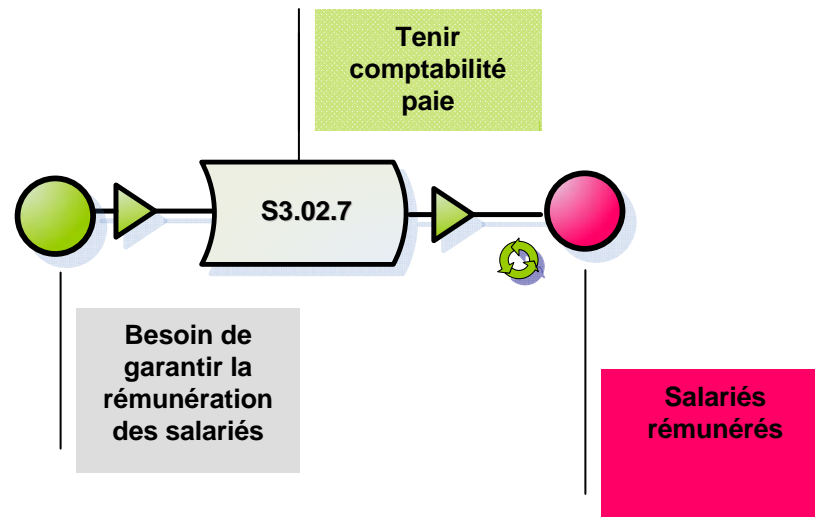 Tenir
comptabilité
paie
S3.02.7
Besoin de
garantir la
rémunération
des salariés
Salariés
rémunérés